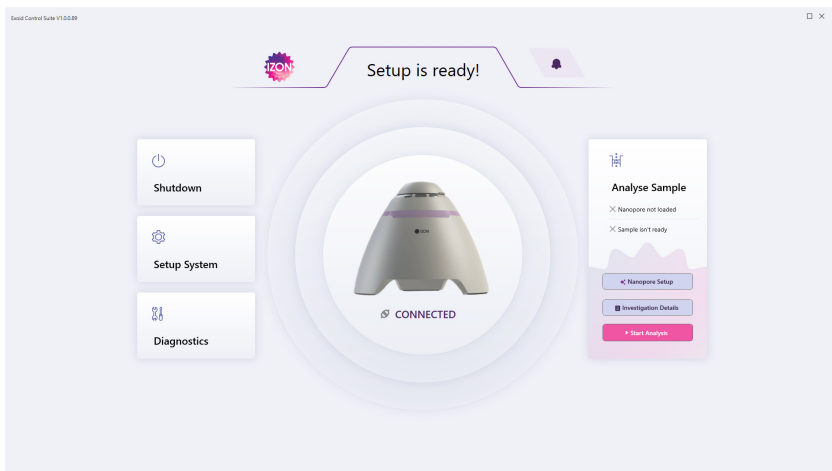 Exoid Control Suite V1.0.0.89
IZON
Setup is ready!
Shutdown
Setup System
Diagnostics
IZON
CONNECTED
Analyse Sample
Nanopore not loaded
Sample isn't ready
Nanopore Setup
Investigation Details
Start Analysis